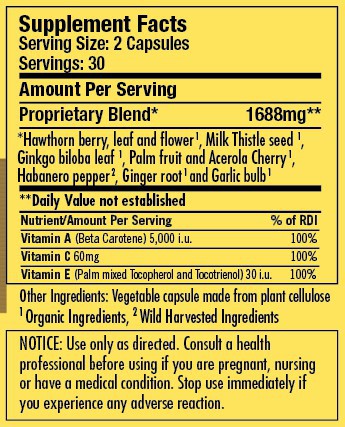 Supplement Facts
Serving Size: 2 Capsules
Servings: 30
Amount Per Serving
Proprietary Blend* 1688mg**
*Hawthorn berry, leaf and flower¹, Milk Thistle seed ¹,
Ginkgo biloba leaf ¹, Palm fruit and Acerola Cherry¹,
Habanero pepper², Ginger root¹ and Garlic bulb¹
**Daily Value not established
Nutrient/Amount Per Serving % of RDI
Vitamin A (Beta Carotene) 5,000 i.u. 100%
Vitamin C 60mg 100%
Vitamin E (Palm mixed Tocopherol and Tocotrienol) 30 i.u. 100%
Other Ingredients: Vegetable capsule made from plant cellulose
¹ Organic Ingredients, ² Wild Harvested Ingredients
NOTICE: Use only as directed. Consult a health
professional before using if you are pregnant, nursing
or have a medical condition. Stop use immediately if
you experience any adverse reaction.